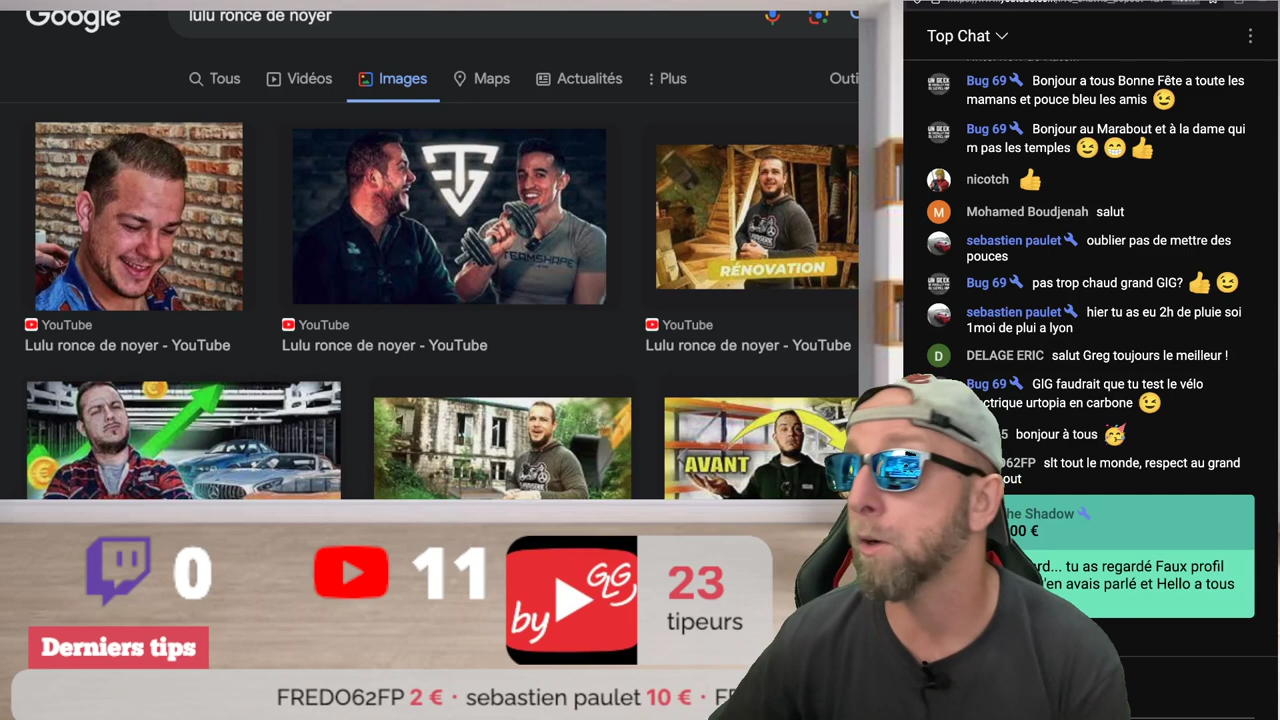 Google
lulu ronce de noyer
Tous
Vidéos
Images
Maps
Actualités
Plus
Outi
TEAMSHAPE
RÉNOVATION
YouTube
Lulu ronce de noyer - YouTube
YouTube
Lulu ronce de noyer - YouTube
YouTube
Lulu ronce de noyer - YouTube
AVANT
0
11
by GLG
23
tipeurs
Derniers tips
FREDO62FP 2 € · sebastien paulet 10 € ·
Top Chat
Bug 69 Bonjour a tous Bonne Fête a toute les
mamans et pouce bleu les amis
Bug 69 Bonjour au Marabout et à la dame qui
m pas les temples
nicotch
M
Mohamed Boudjenah salut
sebastien paulet oublier pas de mettre des
pouces
Bug 69 pas trop chaud grand GlG?
sebastien paulet hier tu as eu 2h de pluie soi
1moi de plui a lyon
D
DELAGE ERIC salut Greg toujours le meilleur !
Bug 69 GlG faudrait que tu test le vélo
ctrique urtopia en carbone
5 bonjour à tous
62FP slt tout le monde, respect au grand
out
he Shadow
00 €
rd... tu as regardé Faux profil
'en avais parlé et Hello a tous